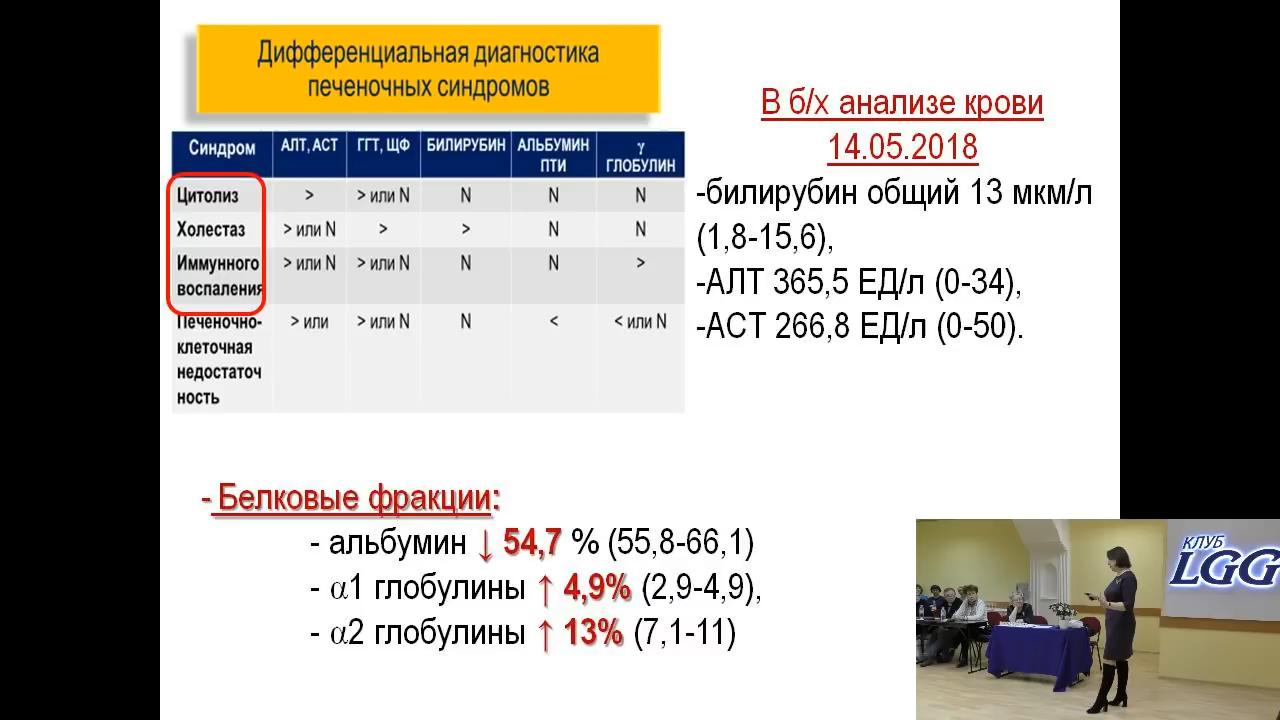 Дифференциальная диагностика
печеночных синдромов
Синдром АЛТ, АСТ ГГТ, ЩФ БИЛИРУБИН АЛЬБУМИН ПТИ γ ГЛОБУЛИН
Цитолиз > > или N N N N
Холестаз > или N > > N N
Иммунного воспаления > или N > или N N N >
Печеночно-клеточная недостаточность > или > или N N < < или N
В б/х анализе крови
14.05.2018
-билирубин общий 13 мкм/л
(1,8-15,6),
-АЛТ 365,5 ЕД/л (0-34),
-АСТ 266,8 ЕД/л (0-50).
- Белковые фракции:
- альбумин ↓ 54,7 % (55,8-66,1)
- α1 глобулины ↑ 4,9% (2,9-4,9),
- α2 глобулины ↑ 13% (7,1-11)
КЛУБ
LGG